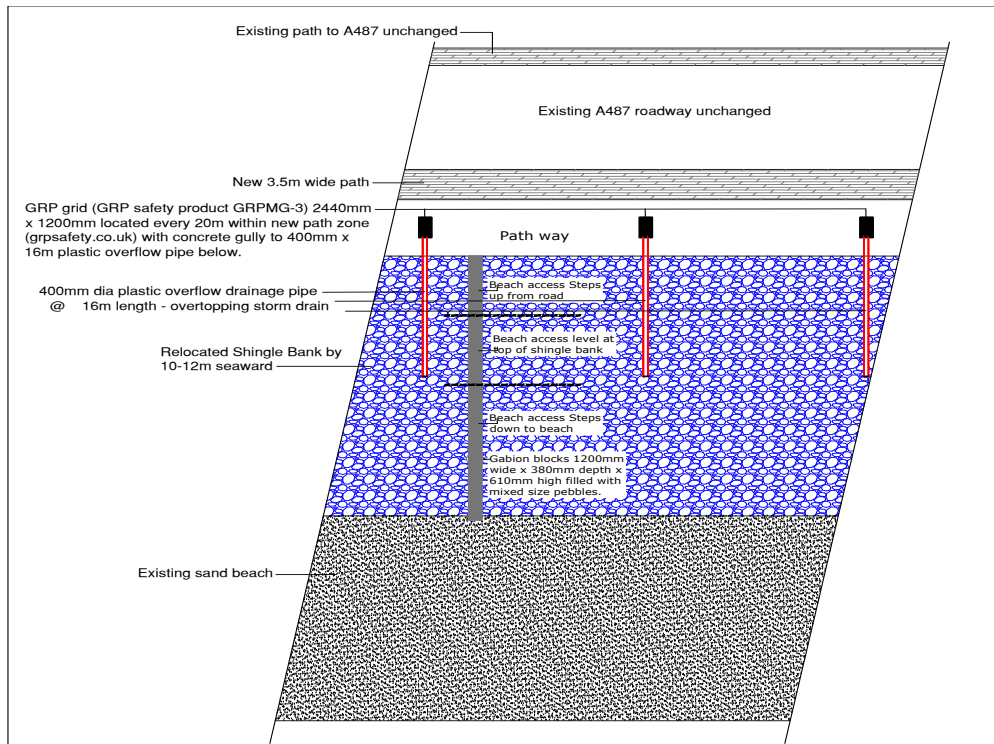 Existing path to A487 unchanged
Existing A487 roadway unchanged
New 3.5m wide path
GRP grid (GRP safety product GRPMG-3) 2440mm
x 1200mm located every 20m within new path zone
(grpsafety.co.uk) with concrete gully to 400mm x
16m plastic overflow pipe below.
Path way
400mm dia plastic overflow drainage pipe
@ 16m length - overtopping storm drain
Beach access Steps
up from road
Beach access level at
top of shingle bank
Relocated Shingle Bank by
10-12m seaward
Beach access Steps
down to beach
Gabion blocks 1200mm
wide x 380mm depth x
610mm high filled with
mixed size pebbles.
Existing sand beach